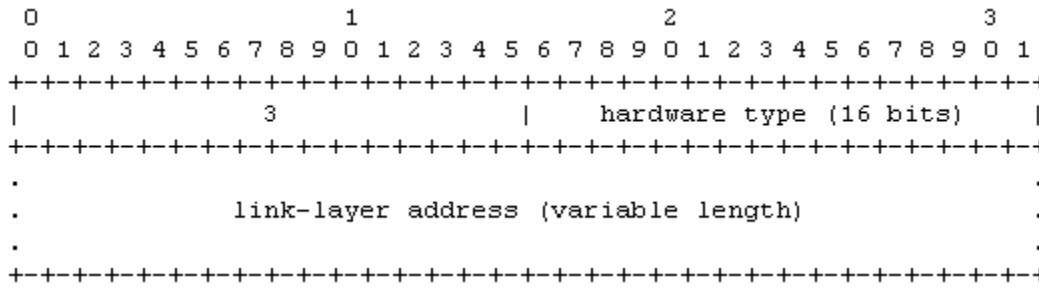 0                   1                   2                   3
0 1 2 3 4 5 6 7 8 9 0 1 2 3 4 5 6 7 8 9 0 1 2 3 4 5 6 7 8 9 0 1
+-+-+-+-+-+-+-+-+-+-+-+-+-+-+-+-+-+-+-+-+-+-+-+-+-+-+-+-+-+-+-+-+
|               3               |    hardware type (16 bits)    |
+-+-+-+-+-+-+-+-+-+-+-+-+-+-+-+-+-+-+-+-+-+-+-+-+-+-+-+-+-+-+-+-+
.                                                               .
.             link-layer address (variable length)              .
.                                                               .
+-+-+-+-+-+-+-+-+-+-+-+-+-+-+-+-+-+-+-+-+-+-+-+-+-+-+-+-+-+-+-+-+